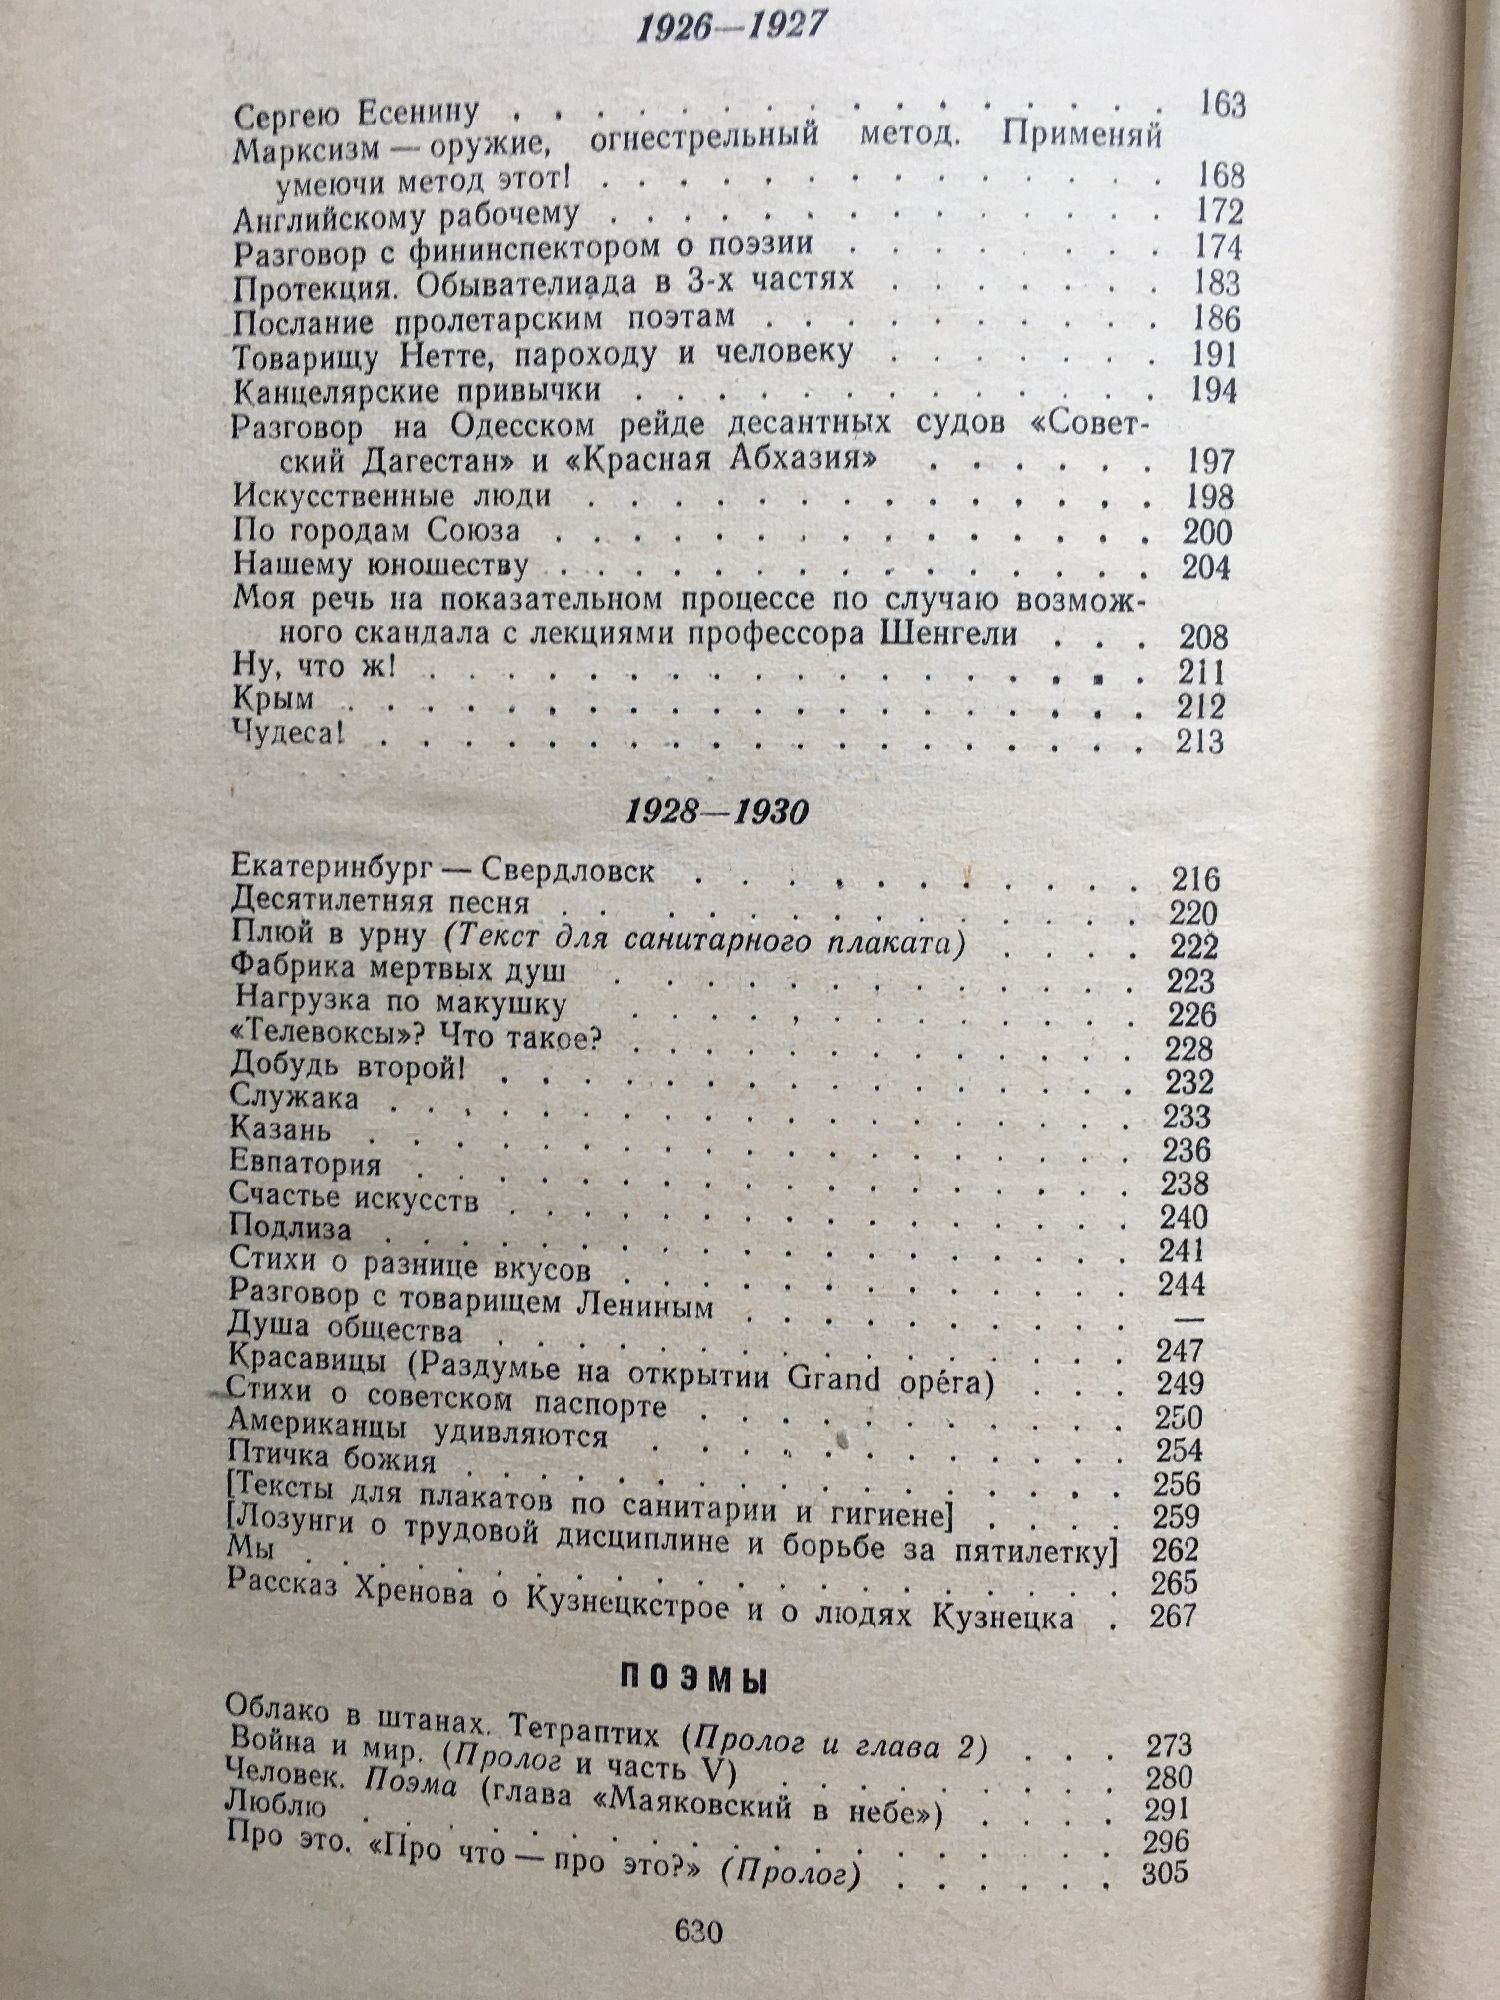 1926—1927
Сергею Есенину . . . . . . . . . . . . . . . . 163
Марксизм — оружие, огнестрельный метод. Применяй
умеючи метод этот! . . . . . . . . . . . . . . 168
Английскому рабочему . . . . . . . . . . . . . . 172
Разговор с фининспектором о поэзии . . . . . . . . 174
Протекция. Обывателиада в 3-х частях . . . . . . . 183
Послание пролетарским поэтам . . . . . . . . . . 186
Товарищу Нетте, пароходу и человеку . . . . . . . 191
Канцелярские привычки . . . . . . . . . . . . . 194
Разговор на Одесском рейде десантных судов «Совет-
ский Дагестан» и «Красная Абхазия» . . . . . . 197
Искусственные люди . . . . . . . . . . . . . . 198
По городам Союза . . . . . . . . . . . . . . . 200
Нашему юношеству . . . . . . . . . . . . . . . 204
Моя речь на показательном процессе по случаю возмож-
ного скандала с лекциями профессора Шенгели . . . 208
Ну, что ж! . . . . . . . . . . . . . . . . . . 211
Крым . . . . . . . . . . . . . . . . . . . . 212
Чудеса! . . . . . . . . . . . . . . . . . . . 213
1928—1930
Екатеринбург — Свердловск . . . . . . . . . . . 216
Десятилетняя песня . . . . . . . . . . . . . . 220
Плюй в урну (Текст для санитарного плаката) . . . . 222
Фабрика мертвых душ . . . . . . . . . . . . . 223
Нагрузка по макушку . . . . . . . . . . . . . 226
«Телевоксы»? Что такое? . . . . . . . . . . . . . 228
Добудь второй! . . . . . . . . . . . . . . . . 232
Служака . . . . . . . . . . . . . . . . . . . 233
Казань . . . . . . . . . . . . . . . . . . . 236
Евпатория . . . . . . . . . . . . . . . . . . 238
Счастье искусств . . . . . . . . . . . . . . . . 240
Подлиза . . . . . . . . . . . . . . . . . . . 241
Стихи о разнице вкусов . . . . . . . . . . . . . 244
Разговор с товарищем Лениным . . . . . . . . . . —
Душа общества . . . . . . . . . . . . . . . . 247
Красавицы (Раздумье на открытии Grand opéra) . . . 249
Стихи о советском паспорте . . . . . . . . . . . 250
Американцы удивляются . . . . . . . . . . . . 254
Птичка божия . . . . . . . . . . . . . . . . . 256
[Тексты для плакатов по санитарии и гигиене] . . . . 259
[Лозунги о трудовой дисциплине и борьбе за пятилетку] 262
Мы . . . . . . . . . . . . . . . . . . . . . 265
Рассказ Хренова о Кузнецкстрое и о людях Кузнецка . 267
ПОЭМЫ
Облако в штанах. Тетраптих (Пролог и глава 2) . . . 273
Война и мир. (Пролог и часть V) . . . . . . . . . 280
Человек. Поэма (глава «Маяковский в небе») . . . . 291
Люблю . . . . . . . . . . . . . . . . . . . 296
Про это. «Про что — про это?» (Пролог) . . . . . . 305
630